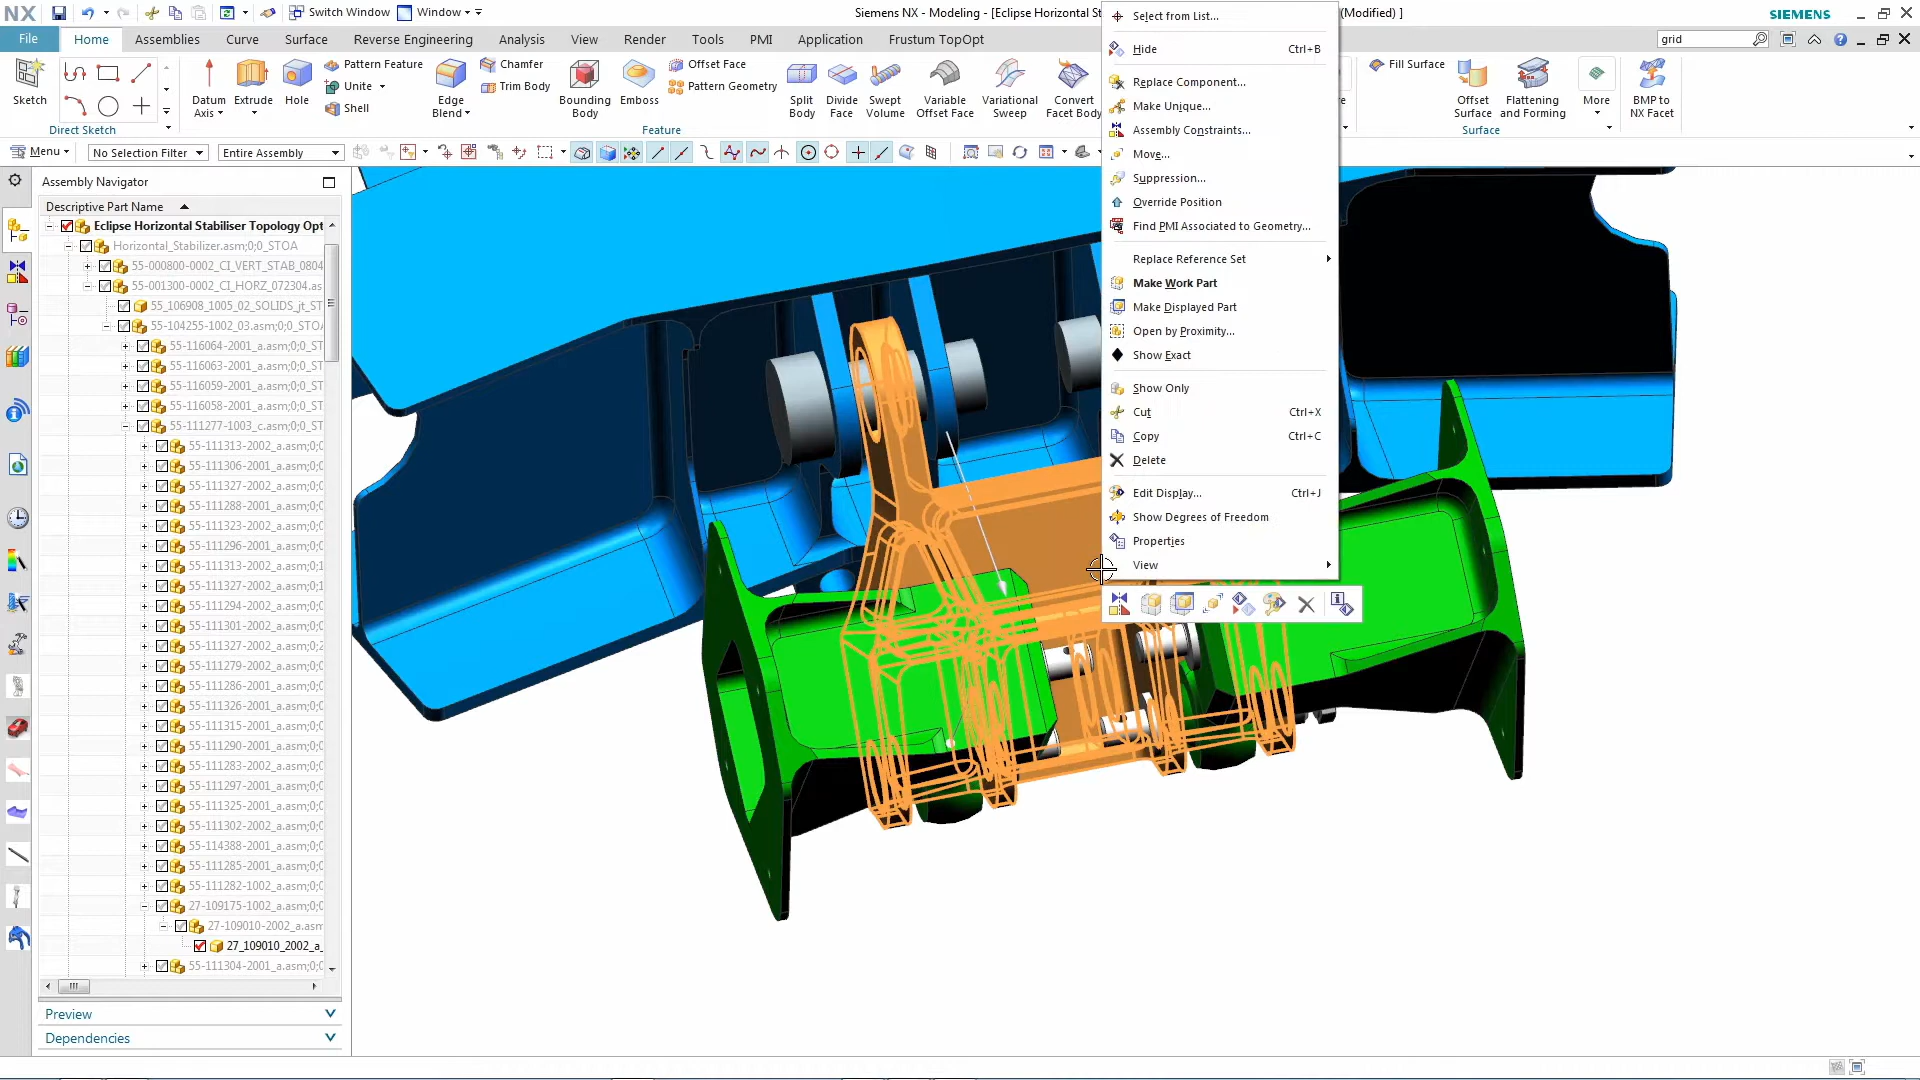 NX Switch Window Window Siemens NX - Modeling - [Eclipse Horizontal St (Modified) ] SIEMENS
File Home Assemblies Curve Surface Reverse Engineering Analysis View Render Tools PMI Application Frustum TopOpt grid
Sketch
Direct Sketch
Datum Axis
Extrude
Hole
Pattern Feature
Unite
Shell
Edge Blend
Chamfer
Trim Body
Bounding Body
Emboss
Offset Face
Pattern Geometry
Split Body
Divide Face
Swept Volume
Variable Offset Face
Variational Sweep
Convert Facet Body
Feature
Fill Surface
Offset Surface
Flattening and Forming
More
Surface
BMP to NX Facet
Menu No Selection Filter Entire Assembly
Assembly Navigator
Descriptive Part Name
Eclipse Horizontal Stabiliser Topology Opt
Horizontal_Stabilizer.asm;0;0_STOA
55-000800-0002_CI_VERT_STAB_0804
55-001300-0002_CI_HORZ_072304.as
55_106908_1005_02_SOLIDS_jt_ST
55-104255-1002_03.asm;0;0_STOA
55-116064-2001_a.asm;0;0_ST
55-116063-2001_a.asm;0;0_ST
55-116059-2001_a.asm;0;0_ST
55-116058-2001_a.asm;0;0_ST
55-111277-1003_c.asm;0;0_ST
55-111313-2002_a.asm;0;0
55-111306-2001_a.asm;0;0
55-111327-2002_a.asm;0;0
55-111288-2001_a.asm;0;0
55-111323-2002_a.asm;0;0
55-111296-2001_a.asm;0;0
55-111313-2002_a.asm;0;1
55-111327-2002_a.asm;0;1
55-111294-2001_a.asm;0;0
55-111301-2002_a.asm;0;0
55-111327-2002_a.asm;0;2
55-111279-2002_a.asm;0;0
55-111286-2001_a.asm;0;0
55-111326-2001_a.asm;0;0
55-111315-2001_a.asm;0;0
55-111290-2001_a.asm;0;0
55-111283-2002_a.asm;0;0
55-111297-2001_a.asm;0;0
55-111325-2001_a.asm;0;0
55-111302-2002_a.asm;0;0
55-114388-2001_a.asm;0;0
55-111285-2001_a.asm;0;0
55-111282-1002_a.asm;0;0
27-109175-1002_a.asm;0;0
27-109010-2002_a.asm
27_109010_2002_a_
55-111304-2001_a.asm;0;0
Preview
Dependencies
Select from List...
Hide Ctrl+B
Replace Component...
Make Unique...
Assembly Constraints...
Move...
Suppression...
Override Position
Find PMI Associated to Geometry...
Replace Reference Set
Make Work Part
Make Displayed Part
Open by Proximity...
Show Exact
Show Only
Cut Ctrl+X
Copy Ctrl+C
Delete
Edit Display... Ctrl+J
Show Degrees of Freedom
Properties
View